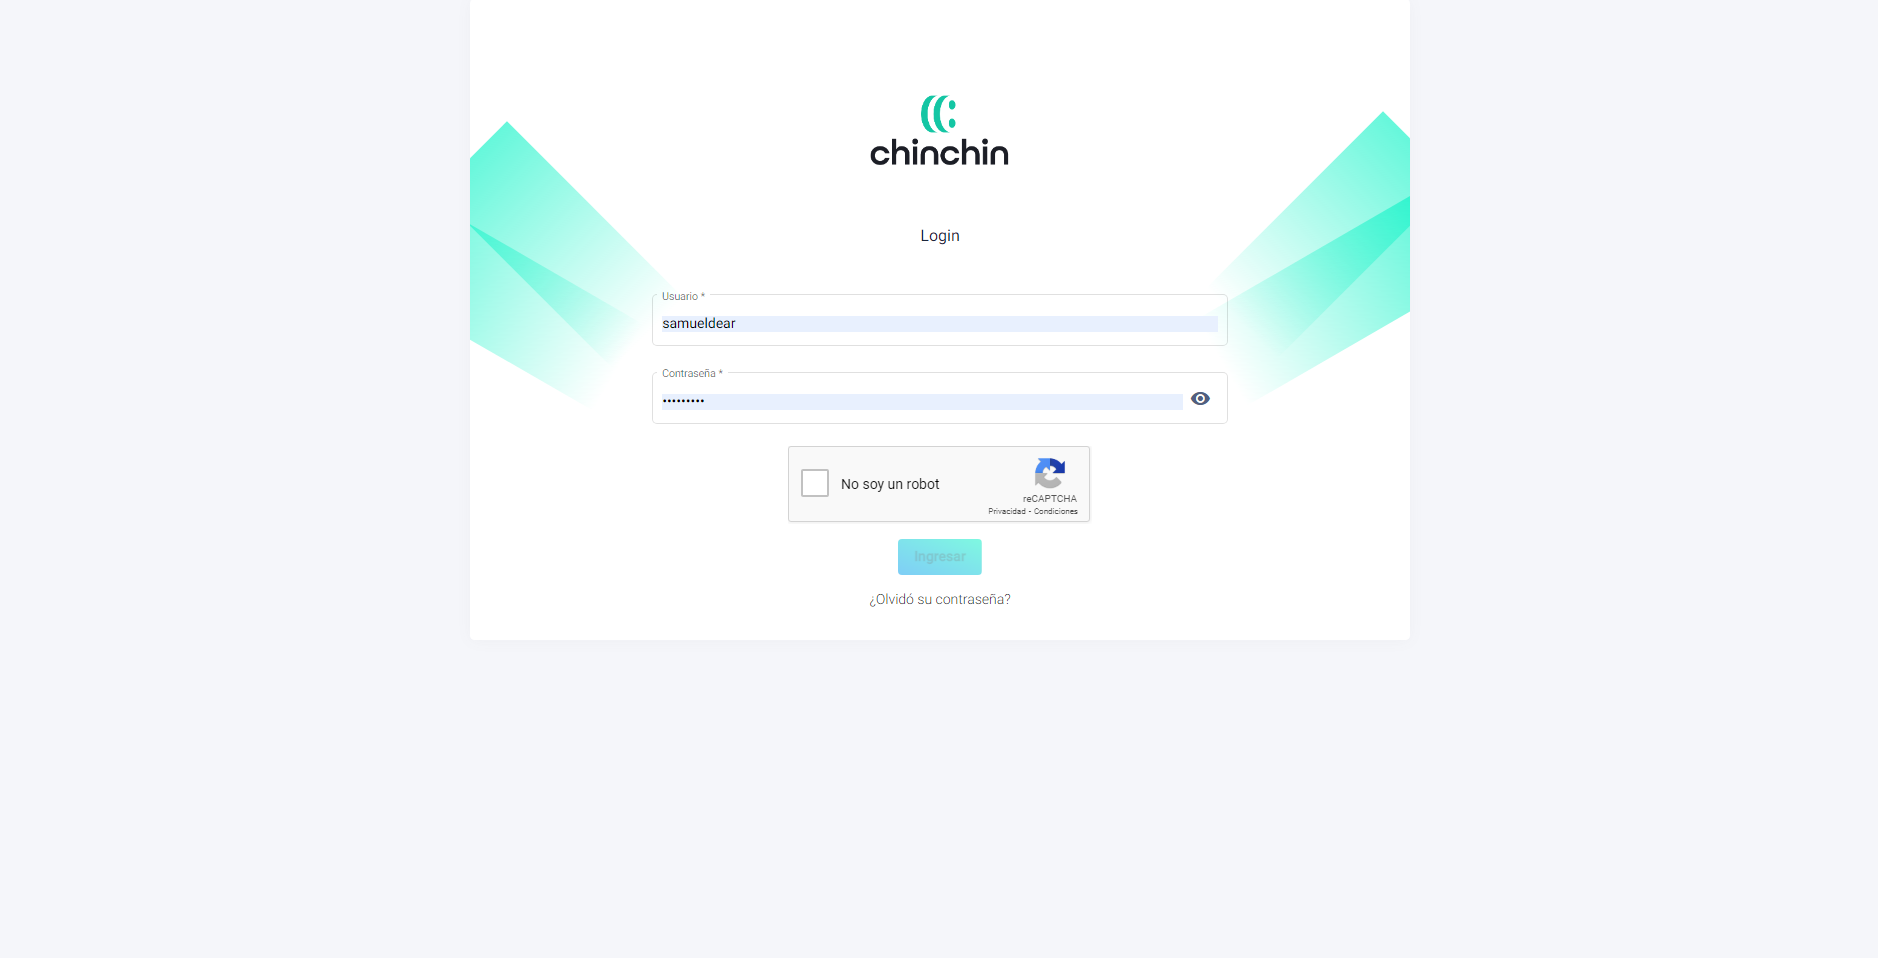 chinchin
Login
Usuario *
samueldear
Contraseña *
•••••••••
No soy un robot
reCAPTCHA
Privacidad - Condiciones
Ingresar
¿Olvidó su contraseña?